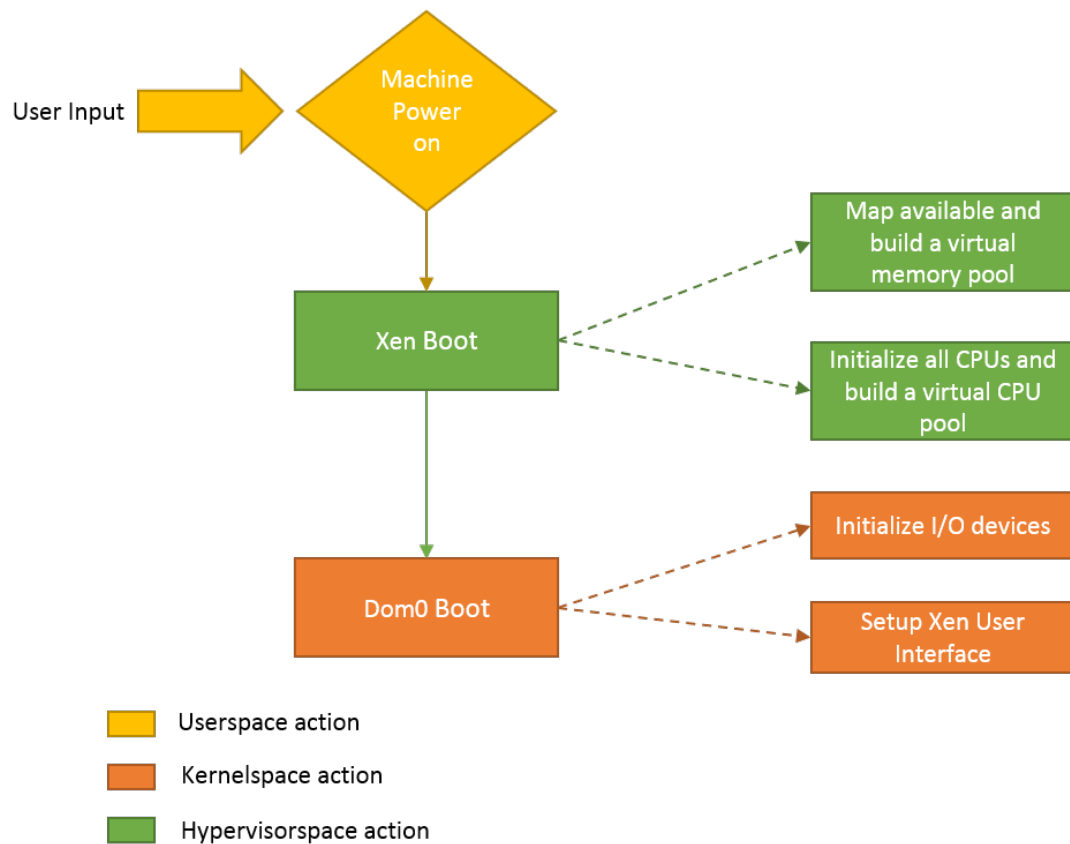 User Input
Machine
Power
on
Map available and
build a virtual
memory pool
Xen Boot
Initialize all CPUs and
build a virtual CPU
pool
Initialize I/O devices
Dom0 Boot
Setup Xen User
Interface
Userspace action
Kernelspace action
Hypervisorspace action